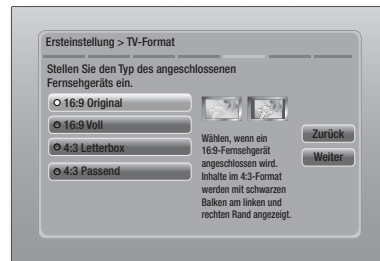 Ersteinstellung > TV-Format
Stellen Sie den Typ des angeschlossenen
Fernsehgeräts ein.
16:9 Original
16:9 Voll
4:3 Letterbox
4:3 Passend
Wählen, wenn ein
16:9-Fernsehgerät
angeschlossen wird.
Inhalte im 4:3-Format
werden mit schwarzen
Balken am linken und
rechten Rand angezeigt.
Zurück
Weiter